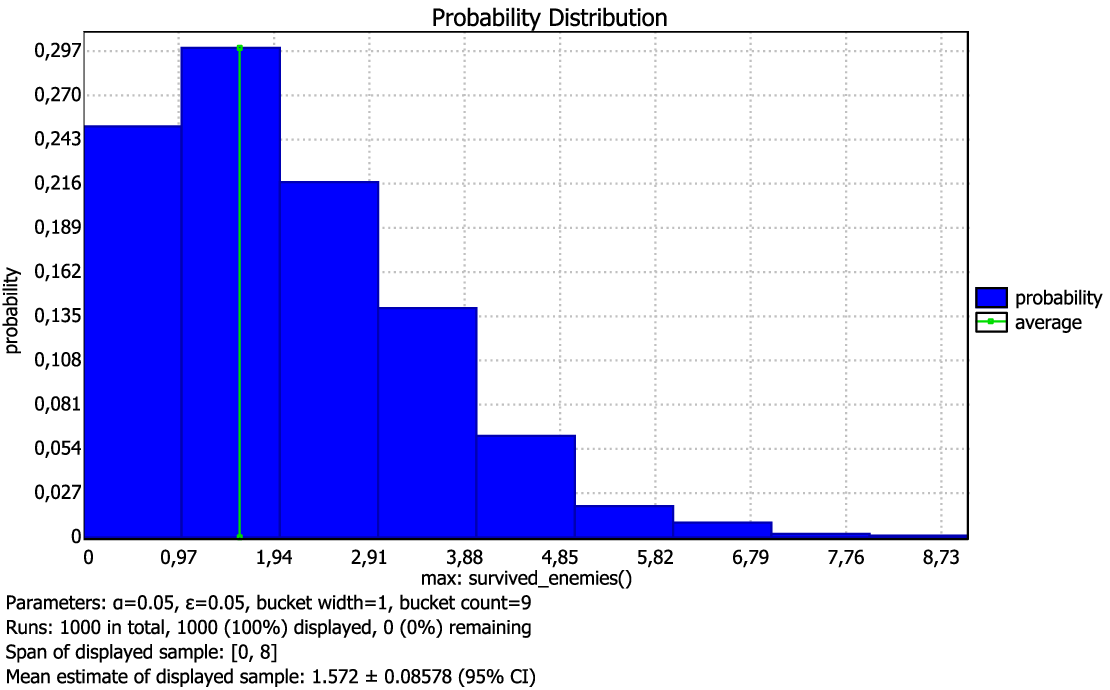 Probability Distribution
0,297
0,270
0,243
0,216
0,189
0,162
0,135
0,108
0,081
0,054
0,027
0
probability
0 0,97 1,94 2,91 3,88 4,85 5,82 6,79 7,76 8,73
max: survived_enemies()
probability
average
Parameters: α=0.05, ε=0.05, bucket width=1, bucket count=9
Runs: 1000 in total, 1000 (100%) displayed, 0 (0%) remaining
Span of displayed sample: [0, 8]
Mean estimate of displayed sample: 1.572 ± 0.08578 (95% CI)